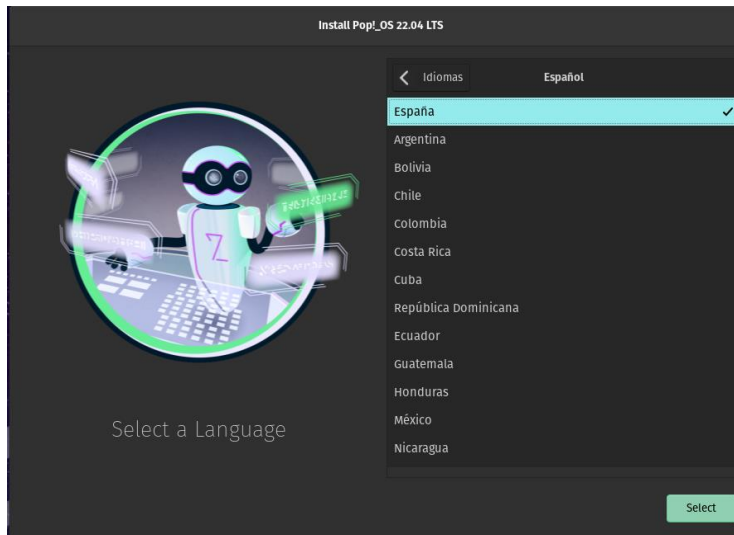 Install Pop!_OS 22.04 LTS
Idiomas
Español
España
Argentina
Bolivia
Chile
Colombia
Costa Rica
Cuba
República Dominicana
Ecuador
Guatemala
Honduras
México
Nicaragua
Select a Language
Select